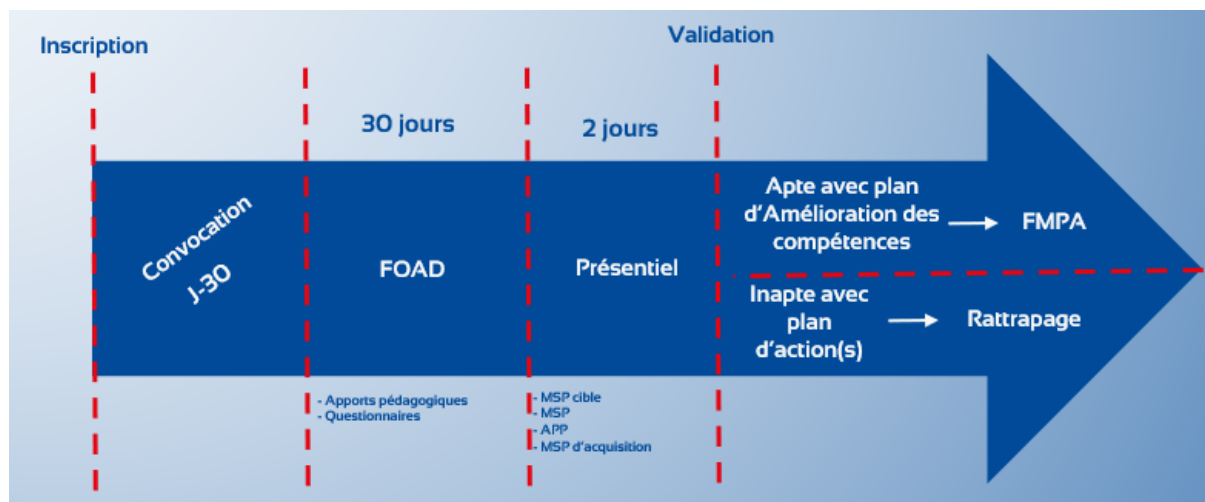 Inscription
Validation
30 jours
2 jours
Convocation
J-30
FOAD
Présentiel
Apte avec plan
d'Amélioration des
compétences
FMPA
Inapte avec
plan
d'action(s)
Rattrapage
- Apports pédagogiques
- Questionnaires
- MSP cible
- MSP
- APP
- MSP d'acquisition